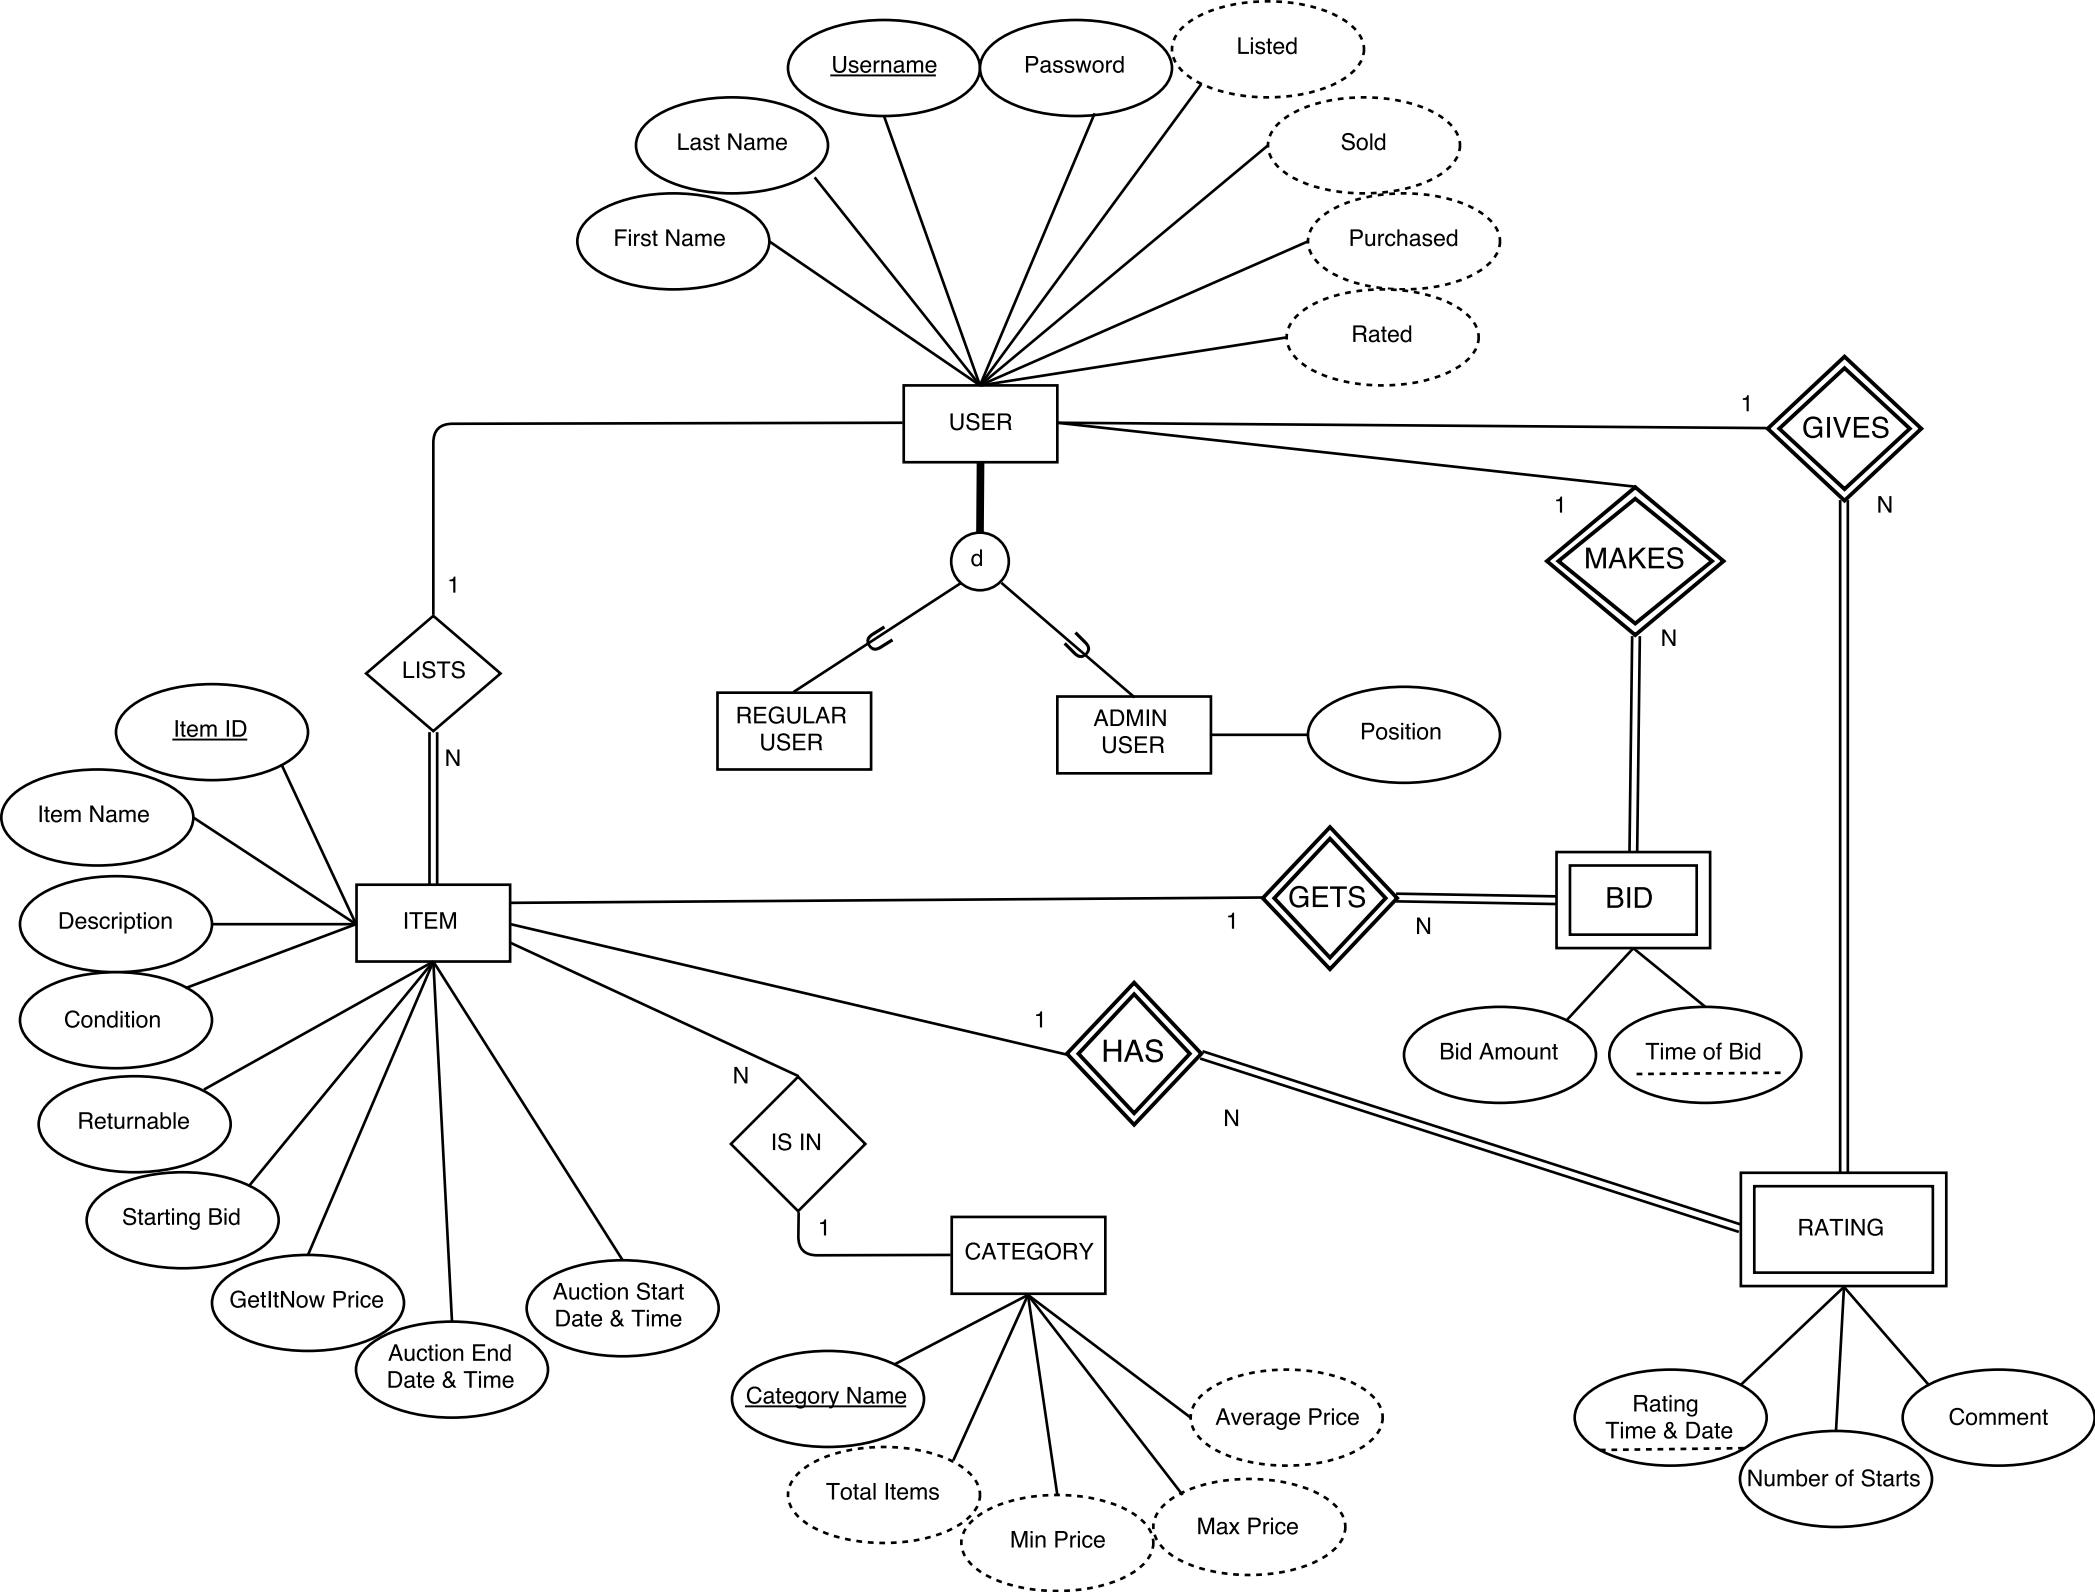 Listed
Username
Password
Last Name
Sold
First Name
Purchased
Rated
USER
1
GIVES
1
N
d
MAKES
1
N
LISTS
REGULAR
USER
ADMIN
USER
Position
Item ID
N
Item Name
GETS
BID
Description
ITEM
1
N
Condition
1
HAS
Bid Amount
Time of Bid
N
N
Returnable
IS IN
Starting Bid
1
CATEGORY
RATING
GetItNow Price
Auction Start
Date & Time
Auction End
Date & Time
Category Name
Average Price
Rating
Time & Date
Comment
Total Items
Number of Starts
Min Price
Max Price